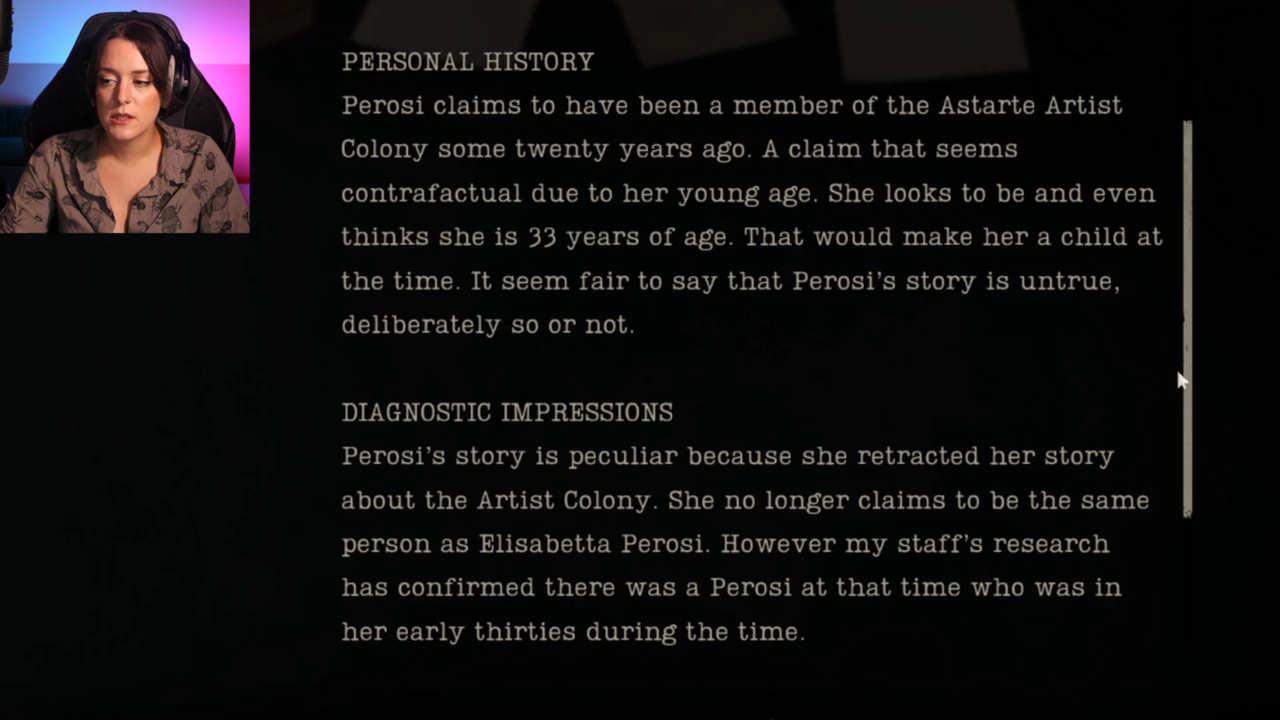 PERSONAL HISTORY
Perosi claims to have been a member of the Astarte Artist
Colony some twenty years ago. A claim that seems
contrafactual due to her young age. She looks to be and even
thinks she is 33 years of age. That would make her a child at
the time. It seem fair to say that Perosi's story is untrue,
deliberately so or not.
DIAGNOSTIC IMPRESSIONS
Perosi's story is peculiar because she retracted her story
about the Artist Colony. She no longer claims to be the same
person as Elisabetta Perosi. However my staff's research
has confirmed there was a Perosi at that time who was in
her early thirties during the time.